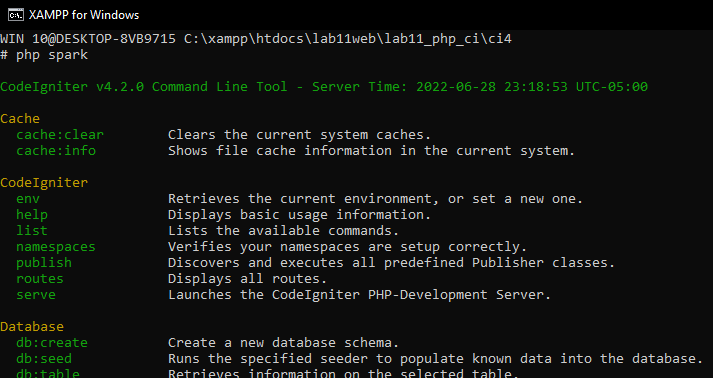 XAMPP for Windows
WIN 10@DESKTOP-8VB9715 C:\xampp\htdocs\lab11web\lab11_php_ci\ci4
# php spark
CodeIgniter v4.2.0 Command Line Tool - Server Time: 2022-06-28 23:18:53 UTC-05:00
Cache
cache:clear Clears the current system caches.
cache:info Shows file cache information in the current system.
CodeIgniter
env Retrieves the current environment, or set a new one.
help Displays basic usage information.
list Lists the available commands.
namespaces Verifies your namespaces are setup correctly.
publish Discovers and executes all predefined Publisher classes.
routes Displays all routes.
serve Launches the CodeIgniter PHP-Development Server.
Database
db:create Create a new database schema.
db:seed Runs the specified seeder to populate known data into the database.
db:table Retrieves information on the selected table.